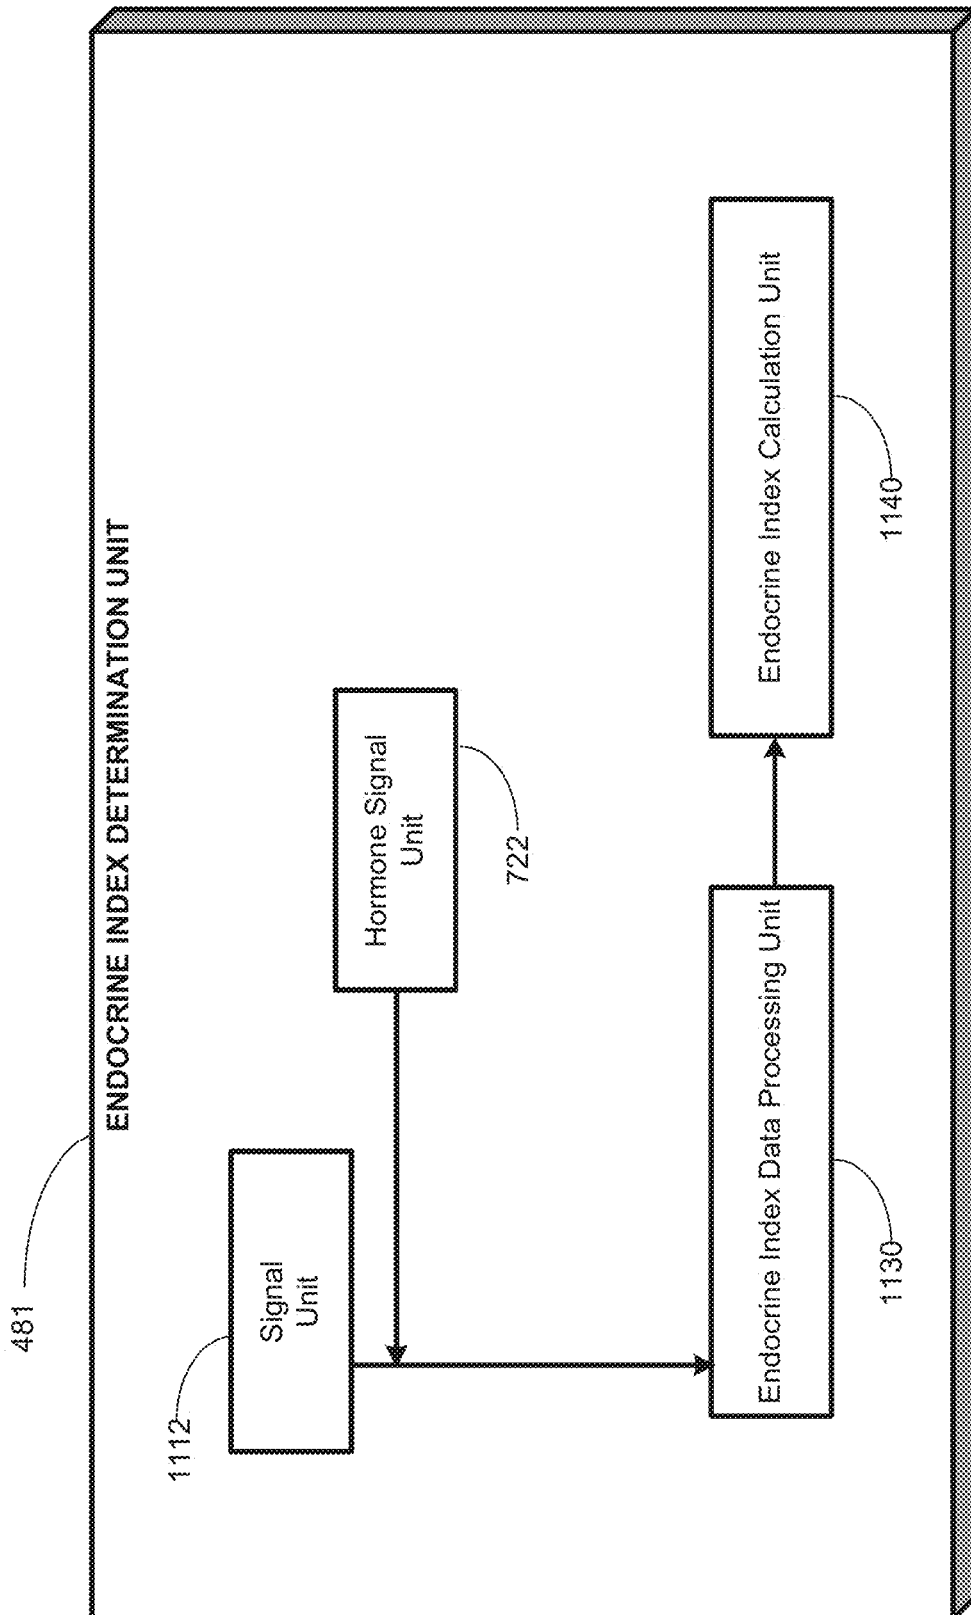 481
ENDOCRINE INDEX DETERMINATION UNIT
1112
Signal
Unit
Hormone Signal
Unit
722
Endocrine Index Data Processing Unit
1130
Endocrine Index Calculation Unit
1140